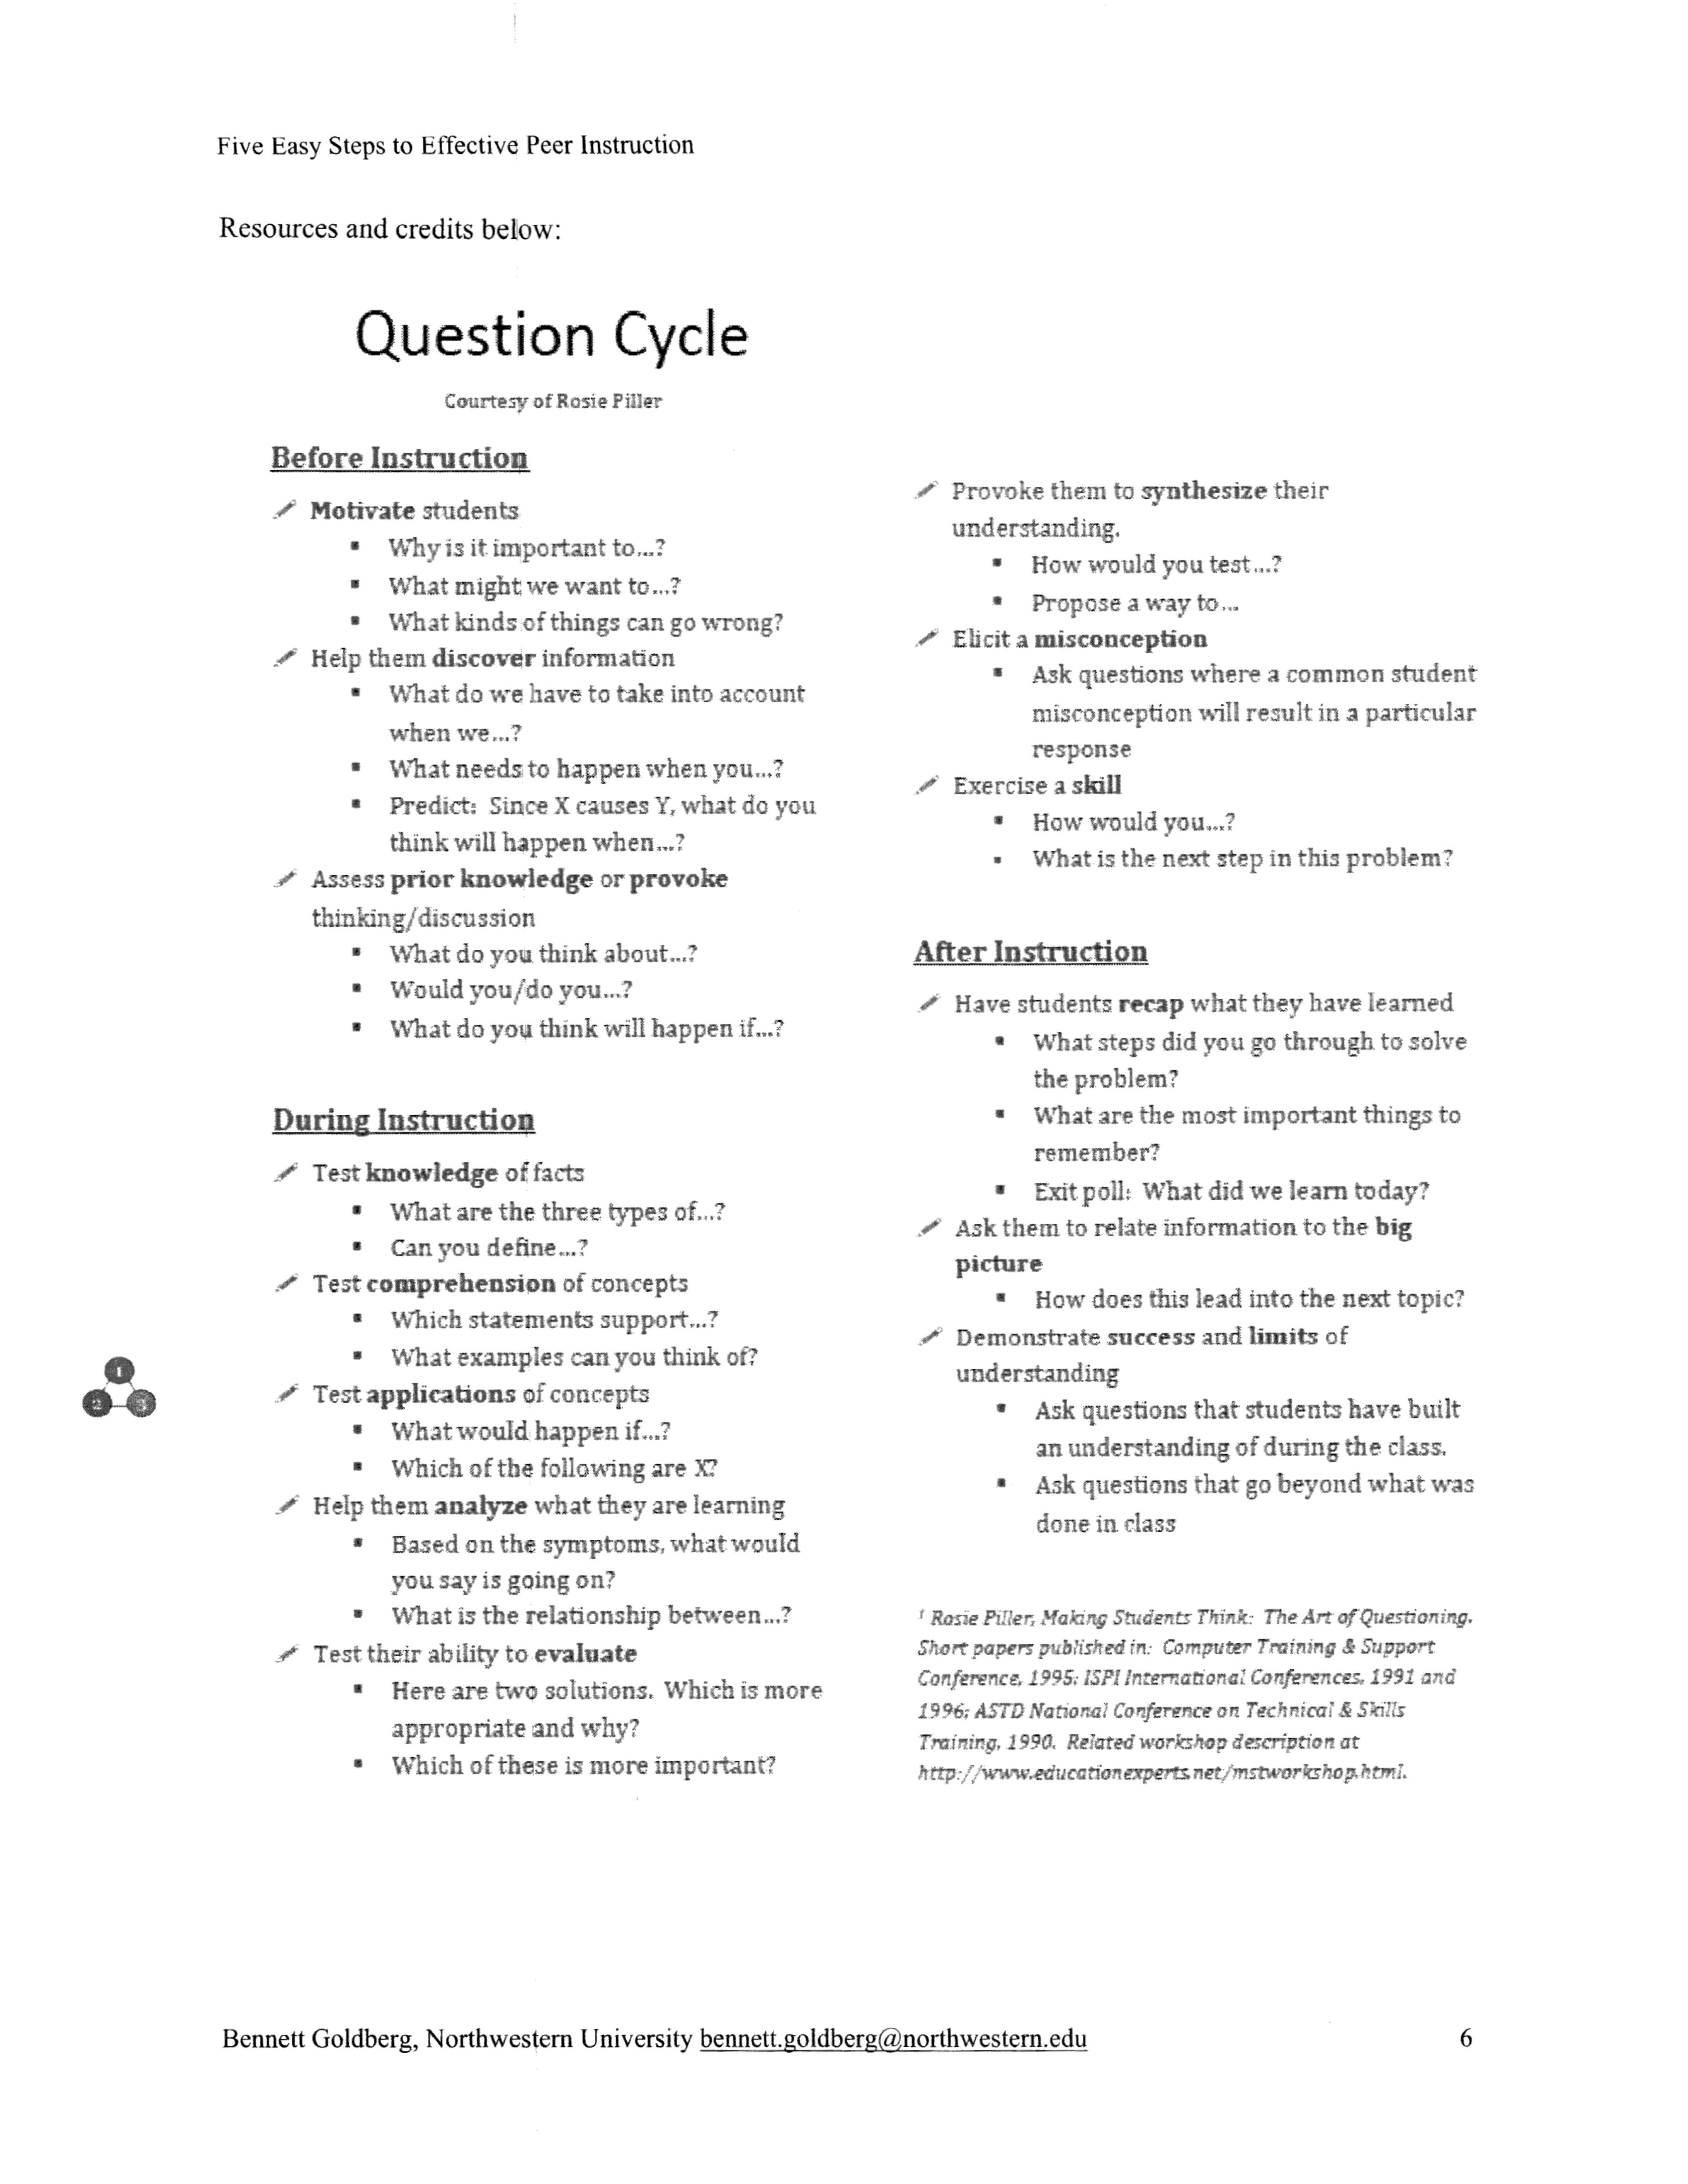 Five Easy Steps to Effective Peer Instruction
Resources and credits below:
Question Cycle
Courtesy of Rosie Piller
Before Instruction
Motivate students
Why is it important to...?
What might we want to...?
What kinds of things can go wrong?
Help them discover information
What do we have to take into account
when we...?
What needs to happen when you...?
Predict: Since X causes Y, what do you
think will happen when...?
Assess prior knowledge or provoke
thinking/discussion
What do you think about...?
Would you/do you...?
What do you think will happen if...?
During Instruction
Test knowledge of facts
What are the three types of...?
Can you define...?
Test comprehension of concepts
Which statements support...?
What examples can you think of?
Test applications of concepts
What would happen if...?
Which of the following are X?
Help them analyze what they are learning
Based on the symptoms, what would
you say is going on?
What is the relationship between...?
Test their ability to evaluate
Here are two solutions. Which is more
appropriate and why?
Which of these is more important?
Provoke them to synthesize their
understanding.
How would you test...?
Propose a way to...
Elicit a misconception
Ask questions where a common student
misconception will result in a particular
response
Exercise a skill
How would you...?
What is the next step in this problem?
After Instruction
Have students recap what they have learned
What steps did you go through to solve
the problem?
What are the most important things to
remember?
Exit poll: What did we learn today?
Ask them to relate information to the big
picture
How does this lead into the next topic?
Demonstrate success and limits of
understanding
Ask questions that students have built
an understanding of during the class.
Ask questions that go beyond what was
done in class
1 Rosie Piller, Making Students Think: The Art of Questioning.
Short papers published in: Computer Training & Support
Conference, 1995; ISPI International Conferences, 1991 and
1996; ASTD National Conference on Technical & Skills
Training, 1990. Related workshop description at
http://www.educationexperts.net/mstworkshop.html.
1
2 3
Bennett Goldberg, Northwestern University bennett.goldberg@northwestern.edu 6